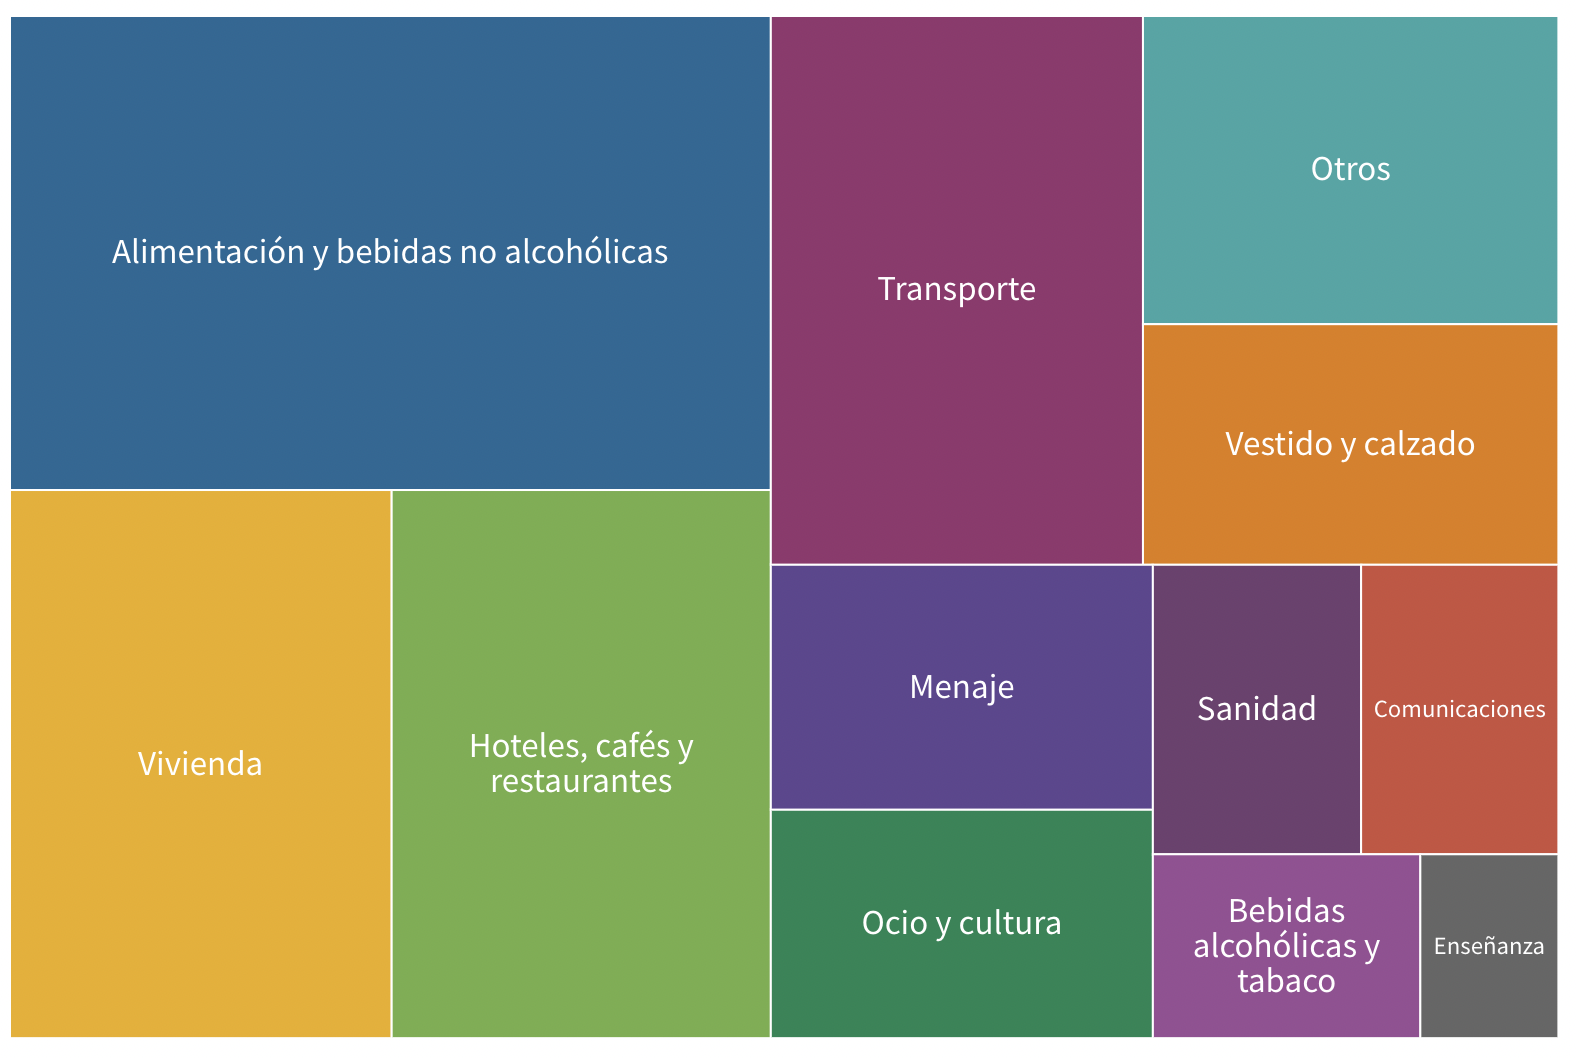 Alimentación y bebidas no alcohólicas
Transporte
Otros
Vestido y calzado
Vivienda
Hoteles, cafés y
restaurantes
Menaje
Sanidad
Comunicaciones
Ocio y cultura
Bebidas
alcohólicas y
tabaco
Enseñanza